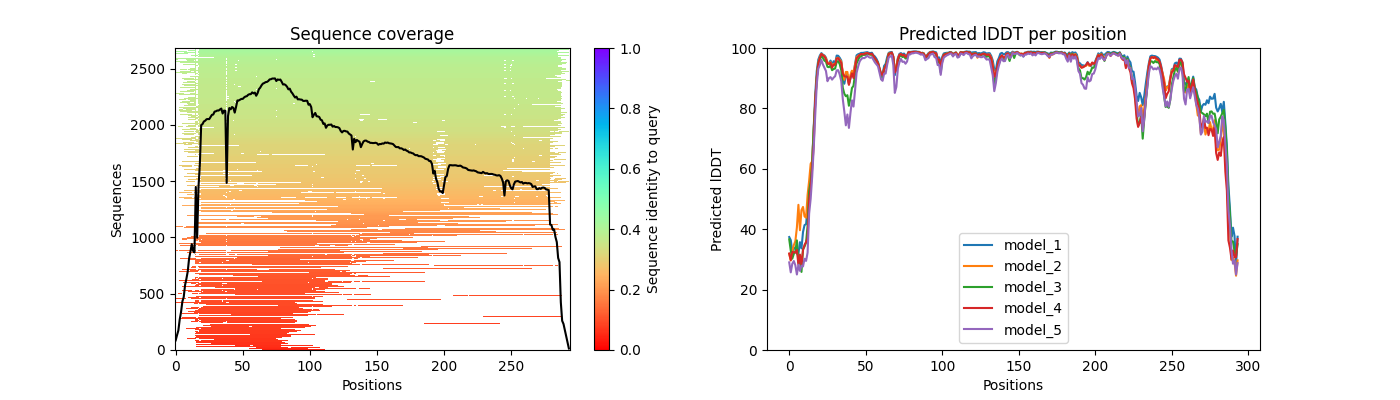 Sequence coverage
Sequences
2500
2000
1500
1000
500
0
0
50
100
150
200
250
Positions
1.0
0.8
0.6
0.4
0.2
0.0
Sequence identity to query
Predicted lDDT per position
Predicted lDDT
100
80
60
40
20
0
0
50
100
150
200
250
300
Positions
model_1
model_2
model_3
model_4
model_5